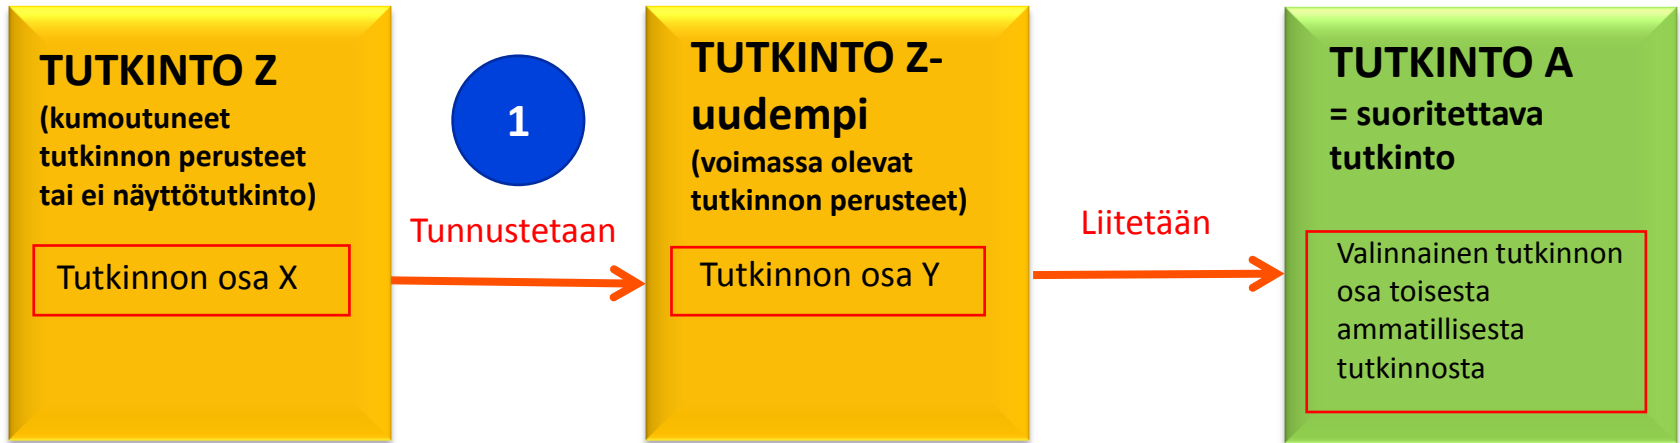 TUTKINTO Z
(kumoutuneet
tutkinnon perusteet
tai ei näyttötutkinto)
Tutkinnon osa X
1
Tunnustetaan
TUTKINTO Z-
uudempi
(voimassa olevat
tutkinnon perusteet)
Tutkinnon osa Y
Liitetään
TUTKINTO A
= suoritettava
tutkinto
Valinnainen tutkinnon
osa toisesta
ammatillisesta
tutkinnosta